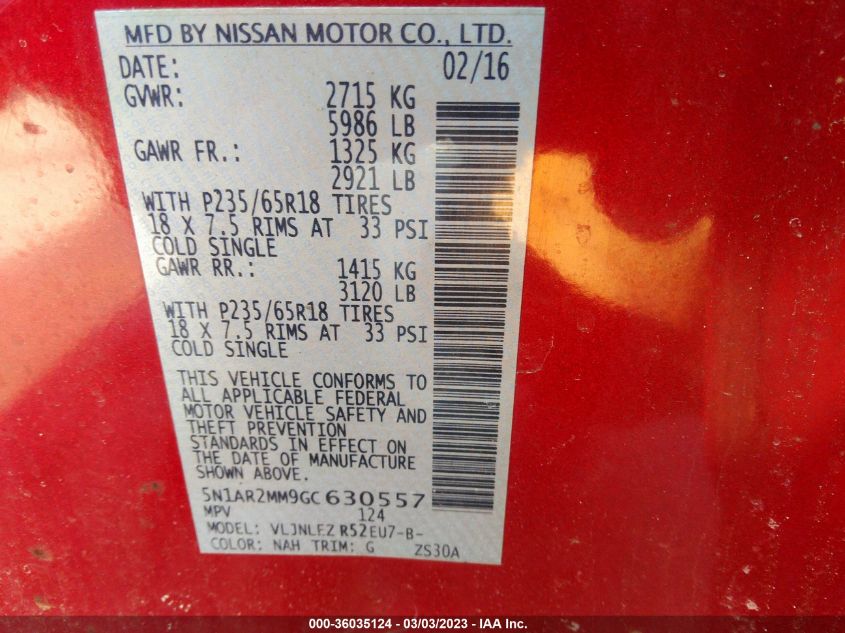 MFD BY NISSAN MOTOR CO., LTD.
DATE: 02/16
GVWR: 2715 KG
5986 LB
GAWR FR.: 1325 KG
2921 LB
WITH P235/65R18 TIRES
18 X 7.5 RIMS AT 33 PSI
COLD SINGLE
GAWR RR.: 1415 KG
3120 LB
WITH P235/65R18 TIRES
18 X 7.5 RIMS AT 33 PSI
COLD SINGLE
THIS VEHICLE CONFORMS TO
ALL APPLICABLE FEDERAL
MOTOR VEHICLE SAFETY AND
THEFT PREVENTION
STANDARDS IN EFFECT ON
THE DATE OF MANUFACTURE
SHOWN ABOVE.
5N1AR2MM9GC 630557
MPV 124
MODEL: VLJNLFZ R52EU7-B-
COLOR: NAH TRIM: G ZS30A
000-36035124 - 03/03/2023 - IAA Inc.